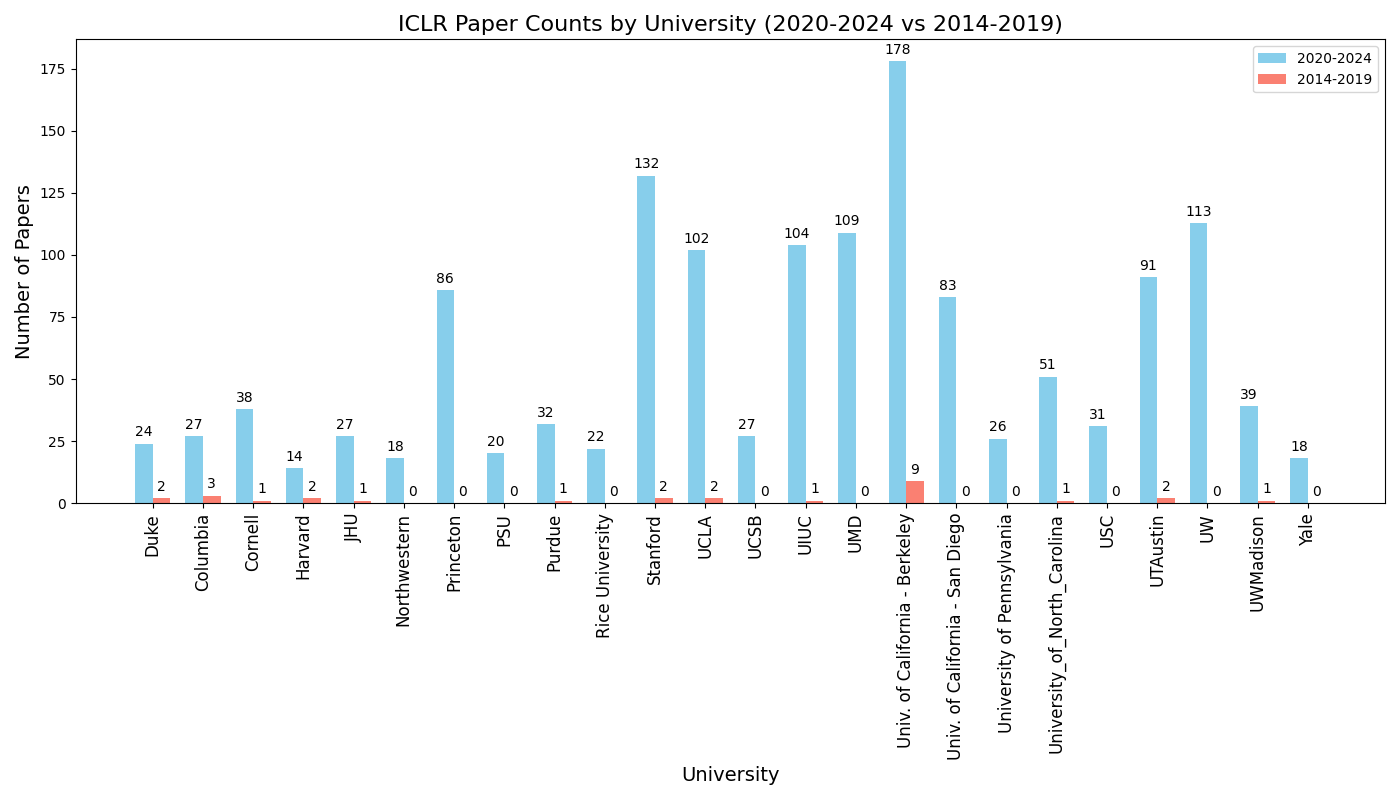 ICLR Paper Counts by University (2020-2024 vs 2014-2019)
2020-2024
2014-2019
Number of Papers
175
150
125
100
75
50
25
0
24
2
27
3
38
1
14
2
27
1
18
0
86
0
20
0
32
1
22
0
132
2
102
2
27
0
104
1
109
0
178
9
83
0
26
0
51
1
31
0
91
2
113
0
39
1
18
0
Duke
Columbia
Cornell
Harvard
JHU
Northwestern
Princeton
PSU
Purdue
Rice University
Stanford
UCLA
UCSB
UIUC
UMD
Univ. of California - Berkeley
Univ. of California - San Diego
University of Pennsylvania
University_of_North_Carolina
USC
UTAustin
UW
UWMadison
Yale
University